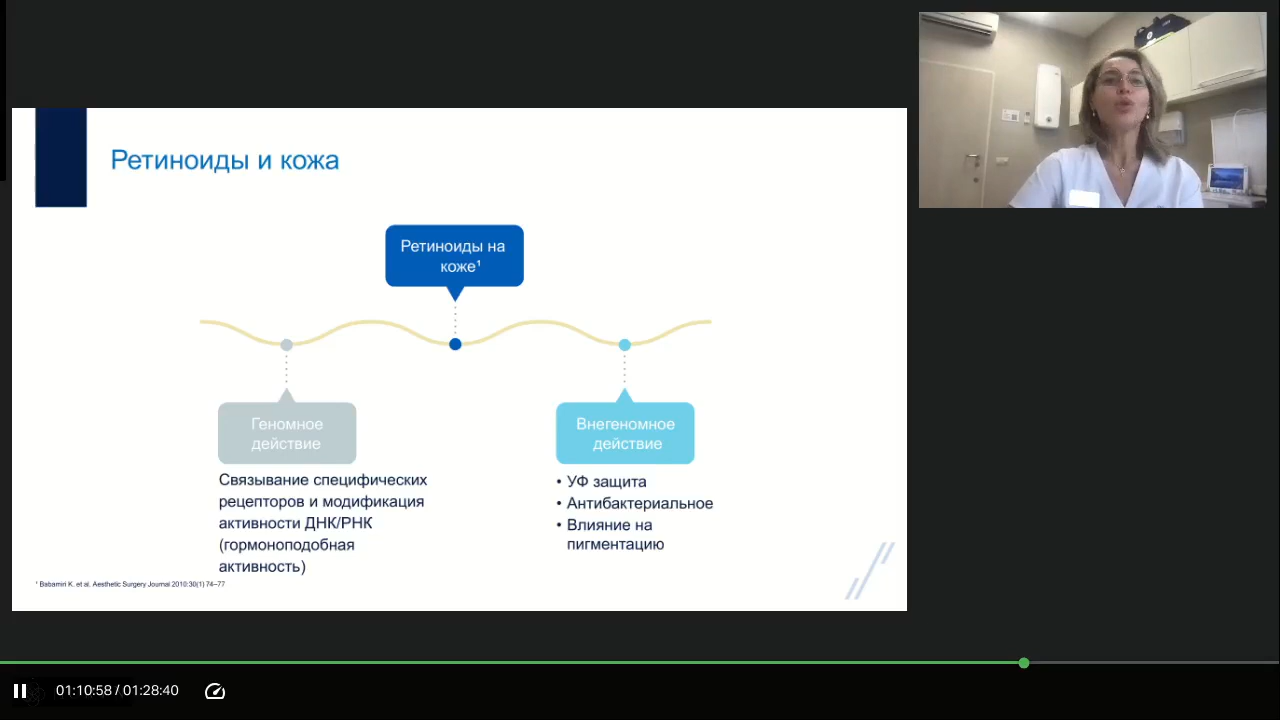 Ретиноиды и кожа
Ретиноиды на
коже¹
Геномное
действие
Связывание специфических
рецепторов и модификация
активности ДНК/РНК
(гормоноподобная
активность)
Внегеномное
действие
• УФ защита
• Антибактериальное
• Влияние на
пигментацию
¹ Babamiri K. et al. Aesthetic Surgery Journal 2010:30(1) 74–77
01:10:58 / 01:28:40